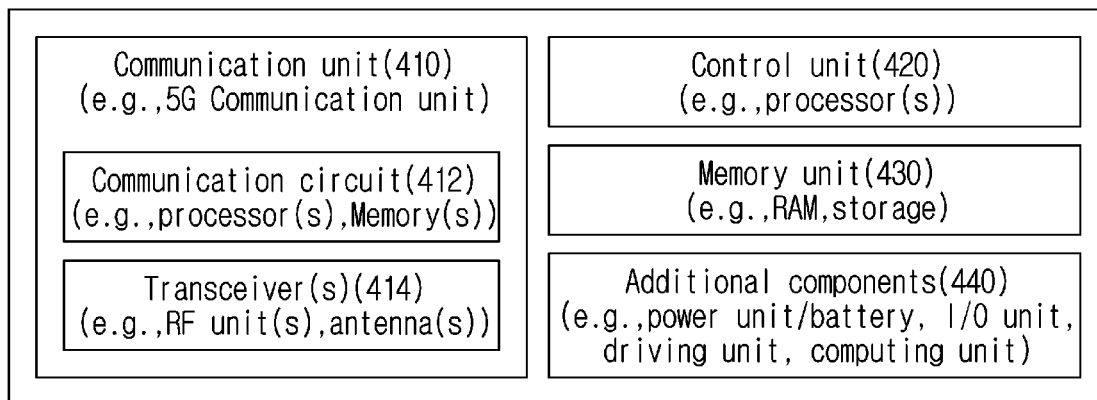 Communication unit(410)
(e.g.,5G Communication unit)
Communication circuit(412)
(e.g.,processor(s),Memory(s))
Transceiver(s)(414)
(e.g.,RF unit(s),antenna(s))
Control unit(420)
(e.g.,processor(s))
Memory unit(430)
(e.g.,RAM,storage)
Additional components(440)
(e.g.,power unit/battery, I/O unit,
driving unit, computing unit)